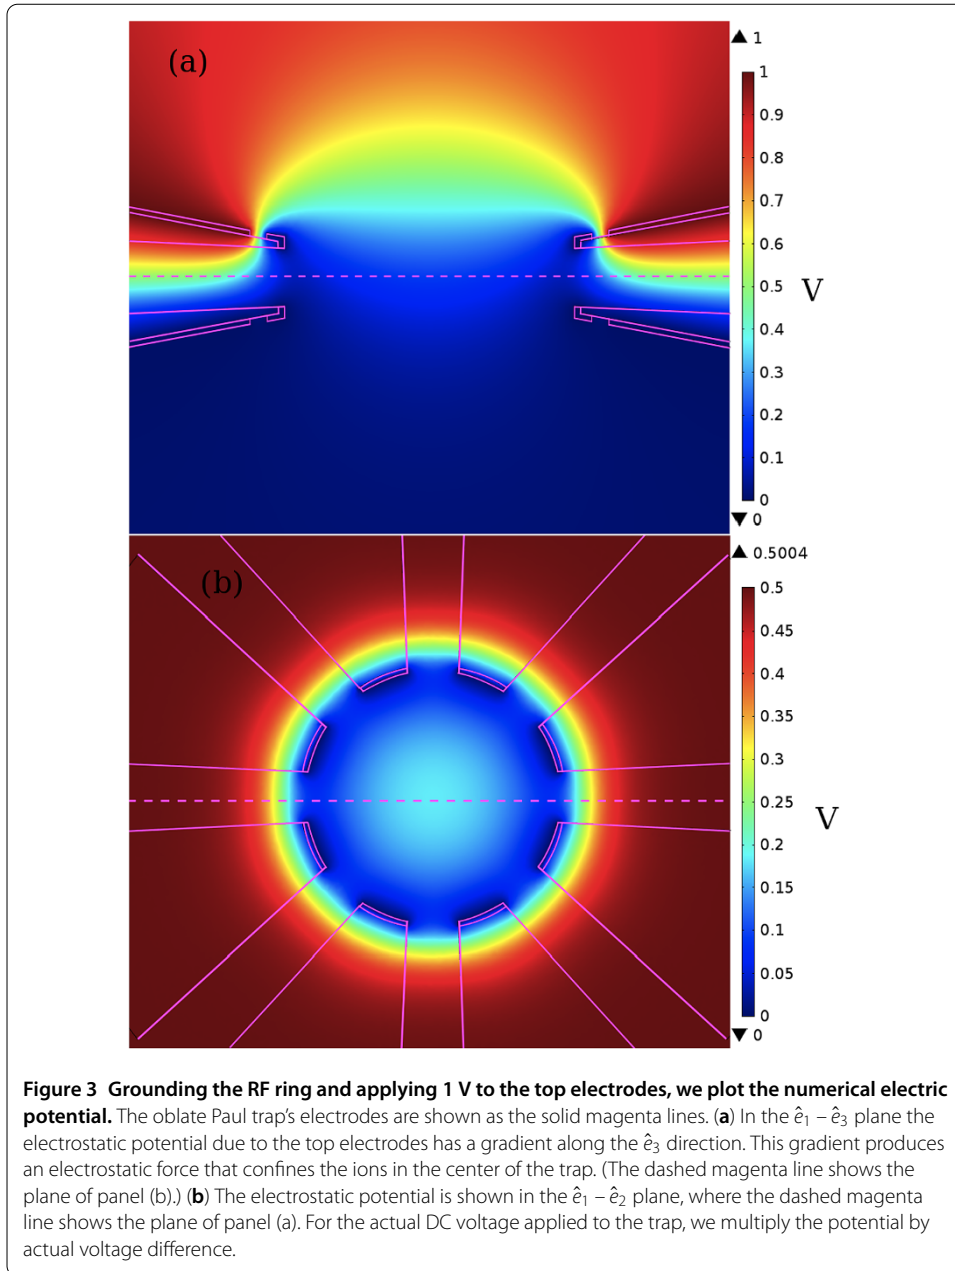 (a)
▲ 1
1
0.9
0.8
0.7
0.6
0.5
0.4
0.3
0.2
0.1
0
▼ 0
V
(b)
▲ 0.5004
0.5
0.45
0.4
0.35
0.3
0.25
0.2
0.15
0.1
0.05
0
▼ 0
V
Figure 3 Grounding the RF ring and applying 1 V to the top electrodes, we plot the numerical electric
potential. The oblate Paul trap's electrodes are shown as the solid magenta lines. (a) In the ê₁ – ê₃ plane the
electrostatic potential due to the top electrodes has a gradient along the ê₃ direction. This gradient produces
an electrostatic force that confines the ions in the center of the trap. (The dashed magenta line shows the
plane of panel (b).) (b) The electrostatic potential is shown in the ê₁ – ê₂ plane, where the dashed magenta
line shows the plane of panel (a). For the actual DC voltage applied to the trap, we multiply the potential by
actual voltage difference.